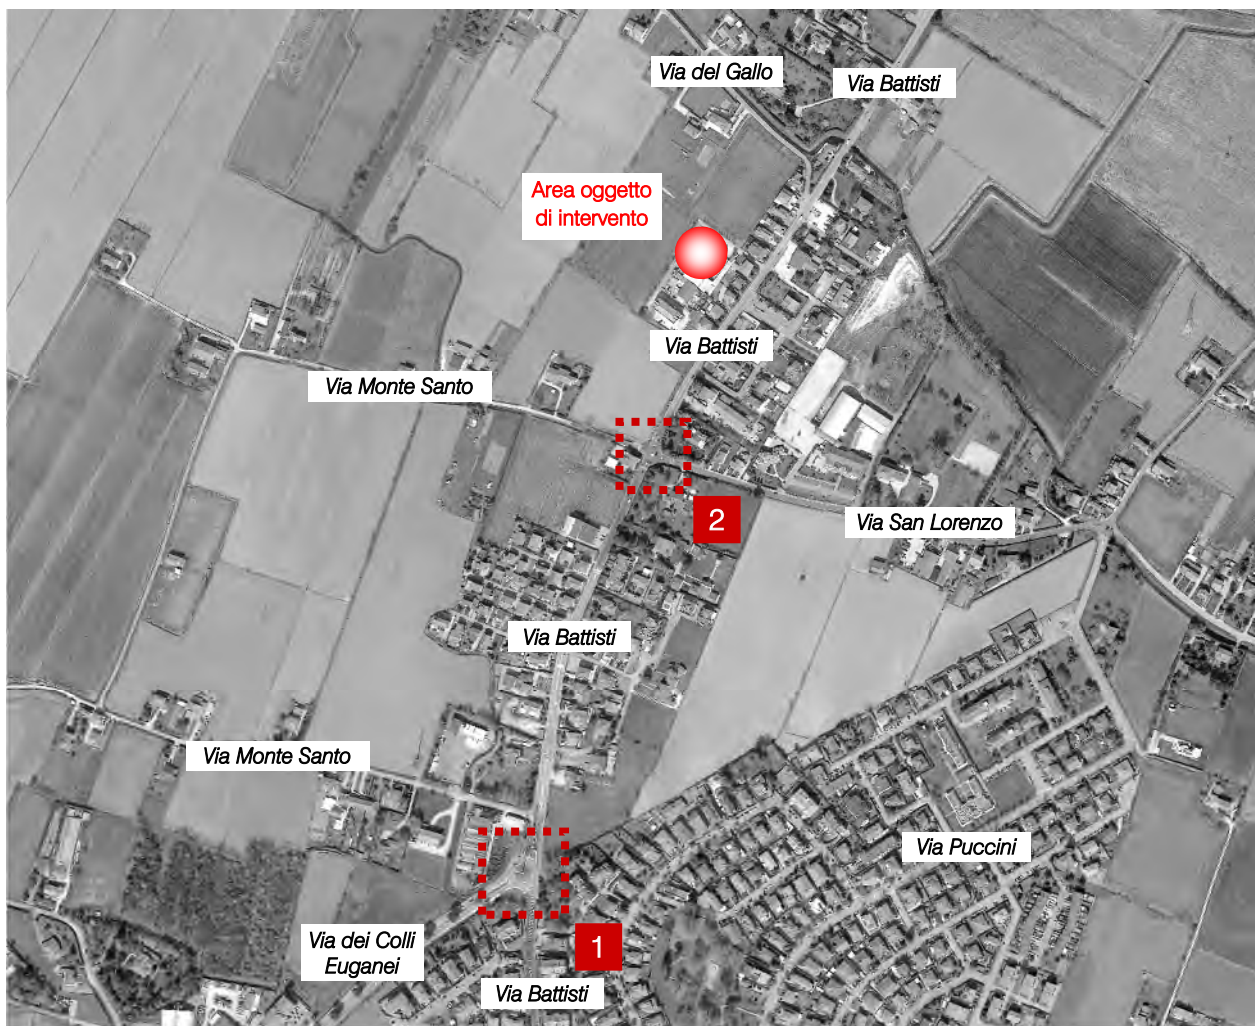 Via del Gallo
Via Battisti
Area oggetto
di intervento
Via Battisti
Via Monte Santo
2
Via San Lorenzo
Via Battisti
Via Monte Santo
Via Puccini
Via dei Colli
Euganei
1
Via Battisti